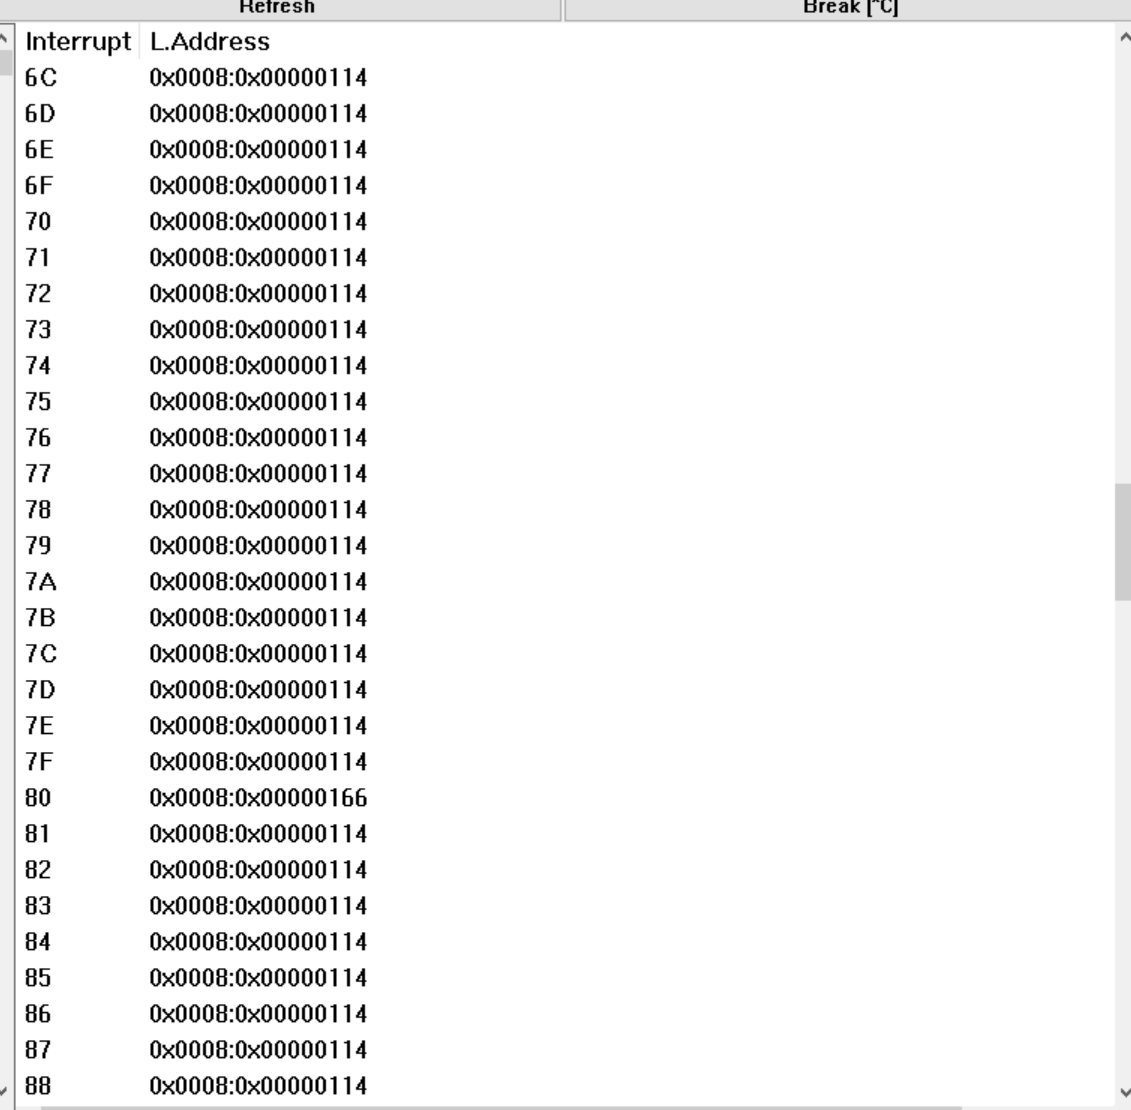 Refresh Break [^C]
Interrupt L.Address
6C 0x0008:0x00000114
6D 0x0008:0x00000114
6E 0x0008:0x00000114
6F 0x0008:0x00000114
70 0x0008:0x00000114
71 0x0008:0x00000114
72 0x0008:0x00000114
73 0x0008:0x00000114
74 0x0008:0x00000114
75 0x0008:0x00000114
76 0x0008:0x00000114
77 0x0008:0x00000114
78 0x0008:0x00000114
79 0x0008:0x00000114
7A 0x0008:0x00000114
7B 0x0008:0x00000114
7C 0x0008:0x00000114
7D 0x0008:0x00000114
7E 0x0008:0x00000114
7F 0x0008:0x00000114
80 0x0008:0x00000166
81 0x0008:0x00000114
82 0x0008:0x00000114
83 0x0008:0x00000114
84 0x0008:0x00000114
85 0x0008:0x00000114
86 0x0008:0x00000114
87 0x0008:0x00000114
88 0x0008:0x00000114